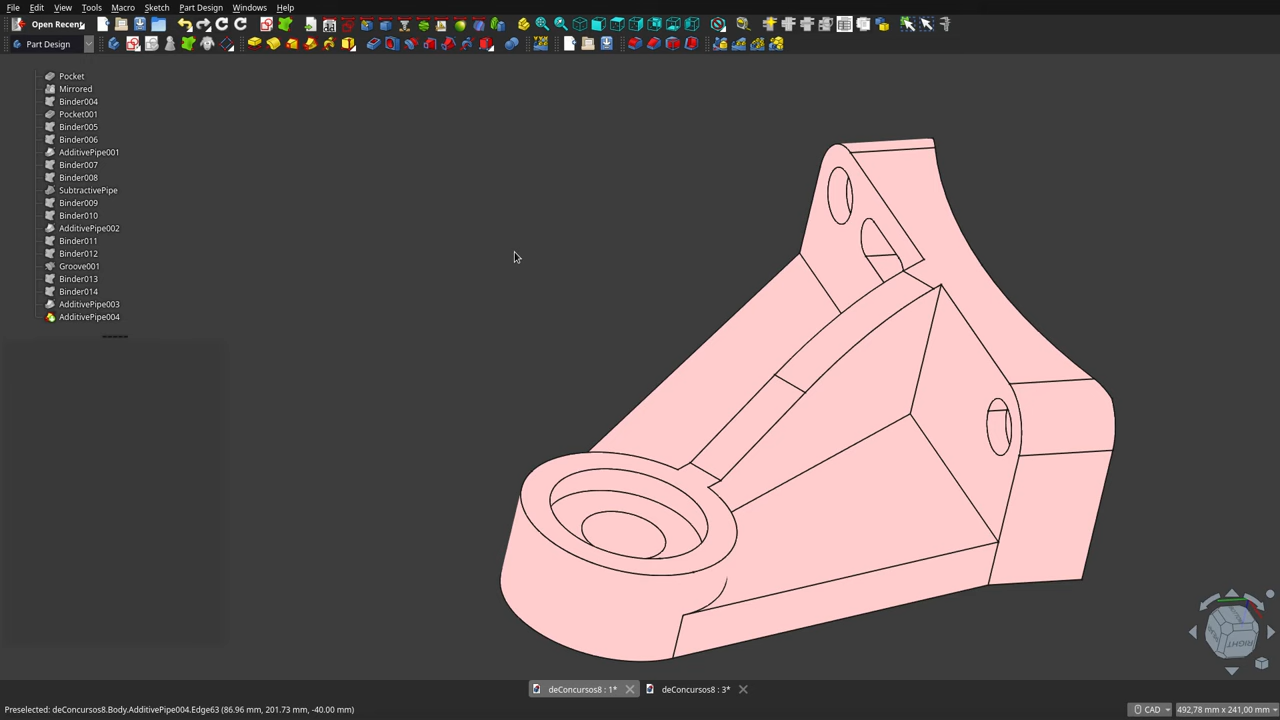 File Edit View Tools Macro Sketch Part Design Windows Help
Open Recent
Part Design
Pocket
Mirrored
Binder004
Pocket001
Binder005
Binder006
AdditivePipe001
Binder007
Binder008
SubtractivePipe
Binder009
Binder010
AdditivePipe002
Binder011
Binder012
Groove001
Binder013
Binder014
AdditivePipe003
AdditivePipe004
RIGHT
deConcursos8 : 1*
deConcursos8 : 3*
Preselected: deConcursos8.Body.AdditivePipe004.Edge63 (86.96 mm, 201.73 mm, -40.00 mm)
CAD
492,78 mm x 241,00 mm